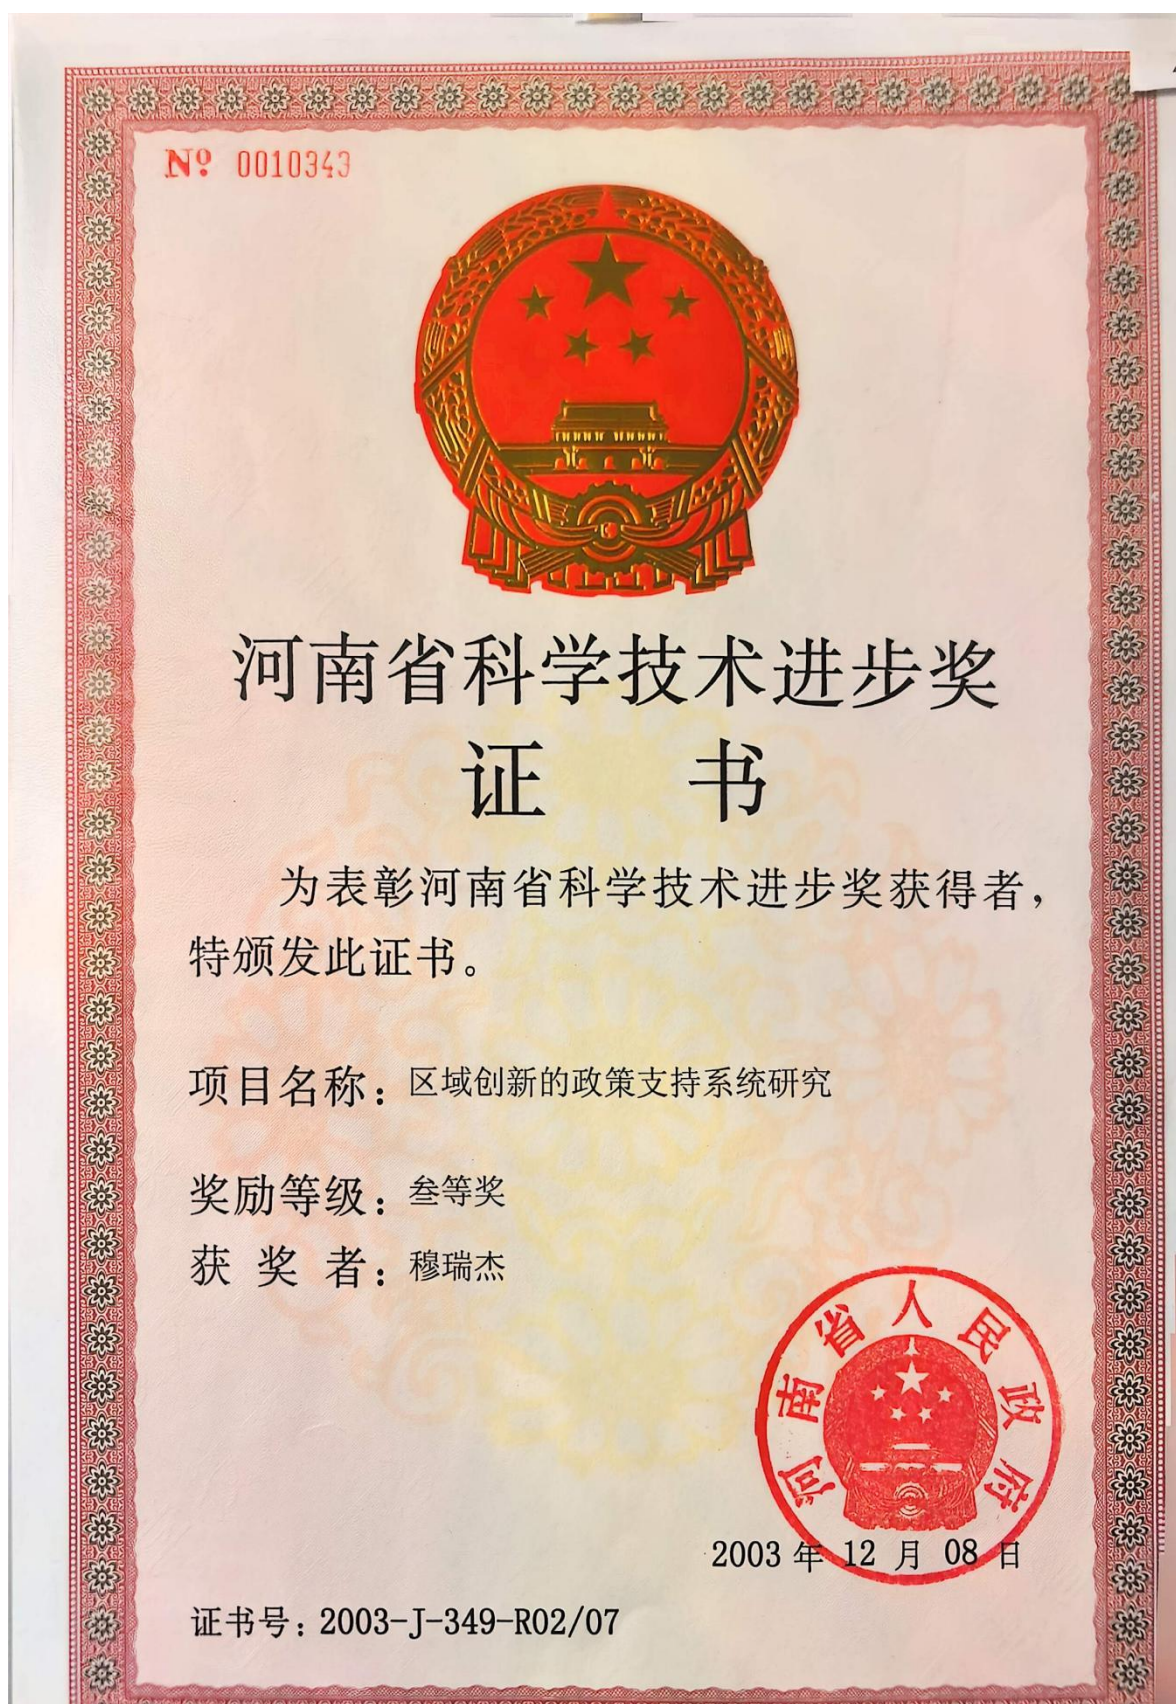 Nº 0010343
河南省科学技术进步奖
证 书
为表彰河南省科学技术进步奖获得者，
特颁发此证书。
项目名称：区域创新的政策支持系统研究
奖励等级：叁等奖
获 奖 者：穆瑞杰
河南省人民政府
2003 年 12 月 08 日
证书号：2003-J-349-R02/07